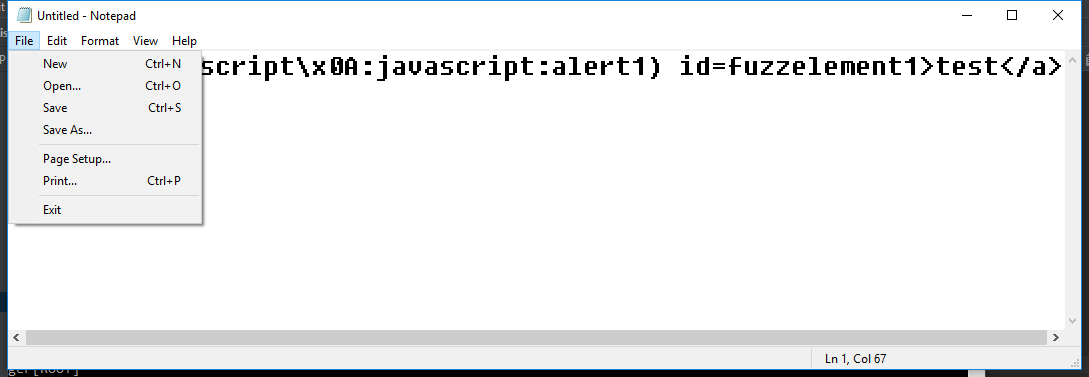 Untitled - Notepad
File Edit Format View Help
script\x0A:javascript:alert1) id=fuzzelement1>test</a>
New Ctrl+N
Open... Ctrl+O
Save Ctrl+S
Save As...
Page Setup...
Print... Ctrl+P
Exit
Ln 1, Col 67